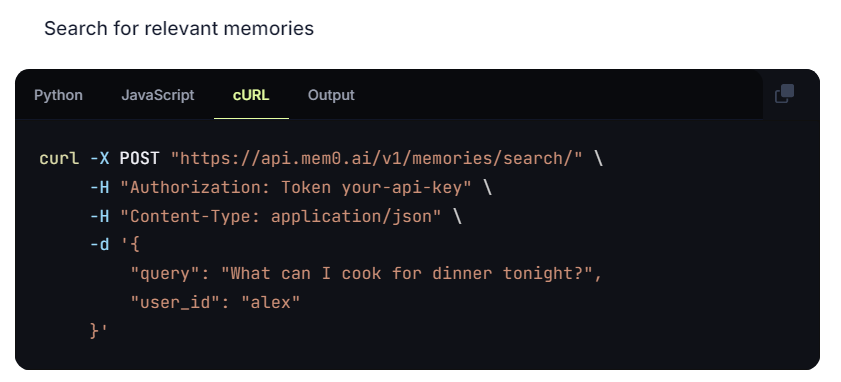 Search for relevant memories
Python JavaScript cURL Output
curl -X POST "https://api.mem0.ai/v1/memories/search/" \
     -H "Authorization: Token your-api-key" \
     -H "Content-Type: application/json" \
     -d '{
         "query": "What can I cook for dinner tonight?",
         "user_id": "alex"
     }'